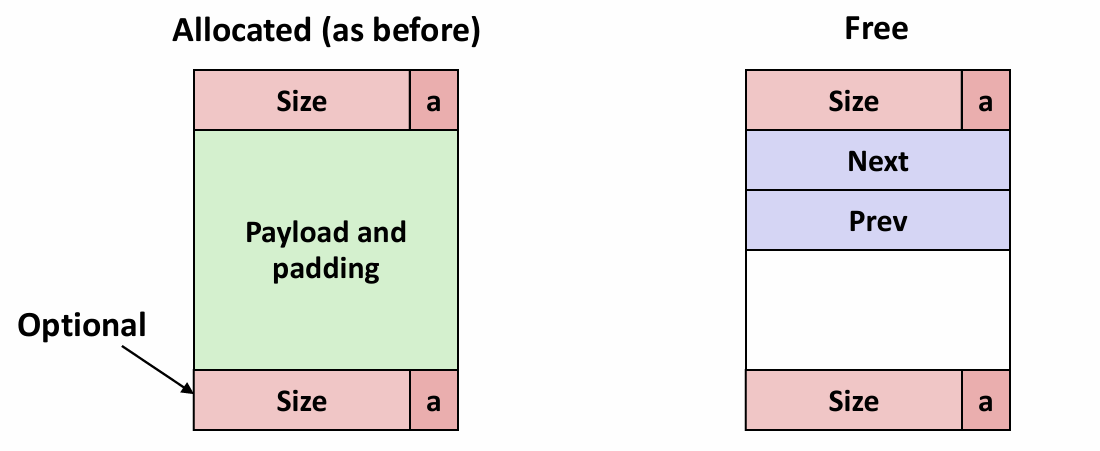 Allocated (as before)
Free
Size
a
Size
a
Next
Prev
Payload and
padding
Optional
Size
a
Size
a